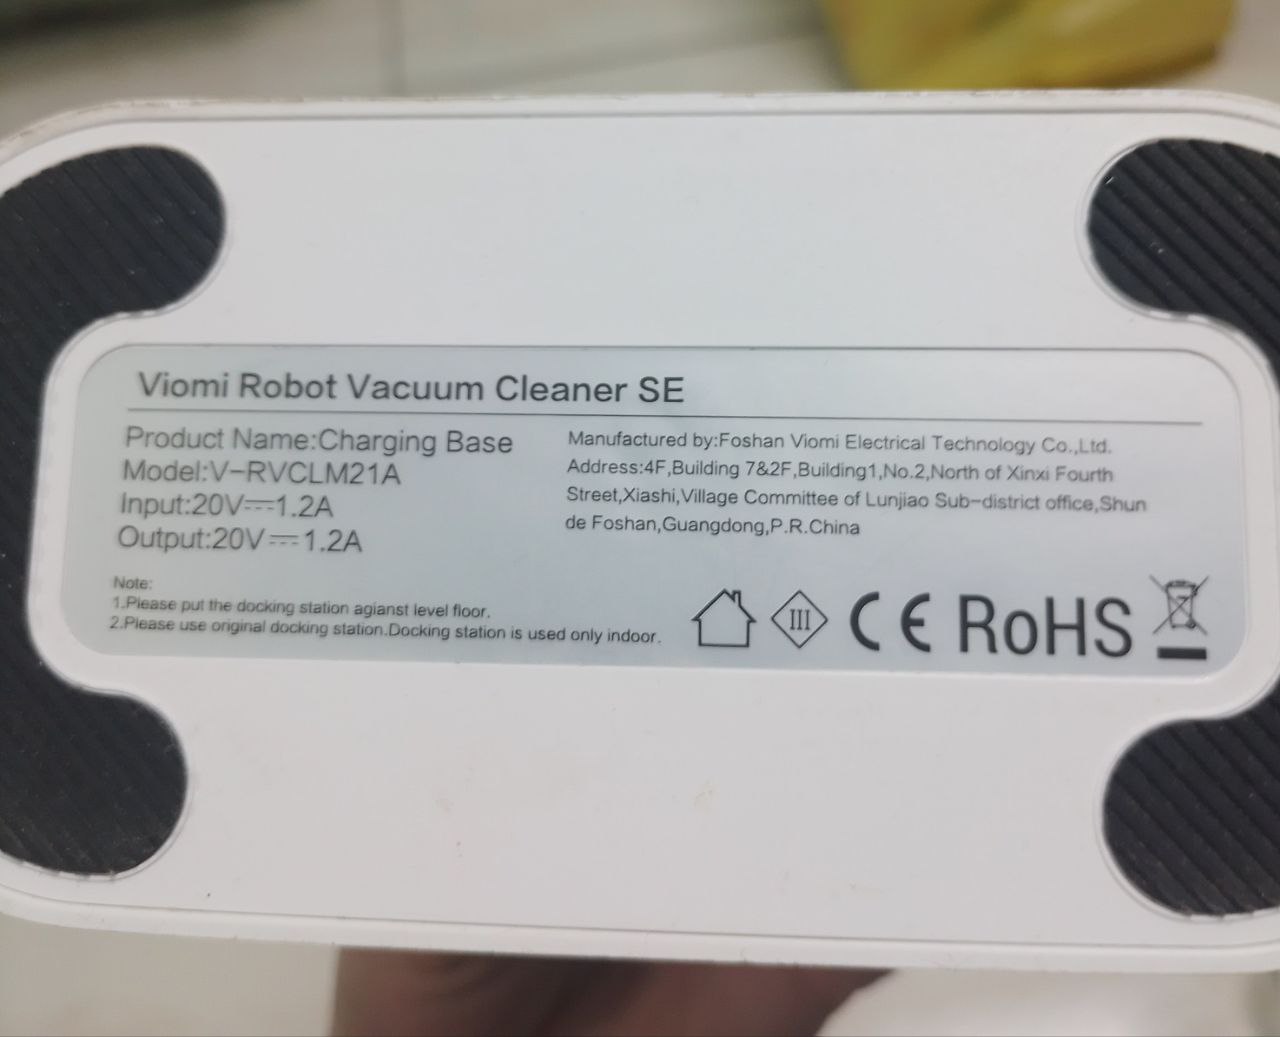 Viomi Robot Vacuum Cleaner SE
Product Name:Charging Base
Model:V-RVCLM21A
Input:20V⎓1.2A
Output:20V⎓1.2A
Note:
1.Please put the docking station agianst level floor.
2.Please use original docking station.Docking station is used only indoor.
Manufactured by:Foshan Viomi Electrical Technology Co.,Ltd.
Address:4F,Building 7&2F,Building1,No.2,North of Xinxi Fourth
Street,Xiashi,Village Committee of Lunjiao Sub-district office,Shun
de Foshan,Guangdong,P.R.China
III CE RoHS